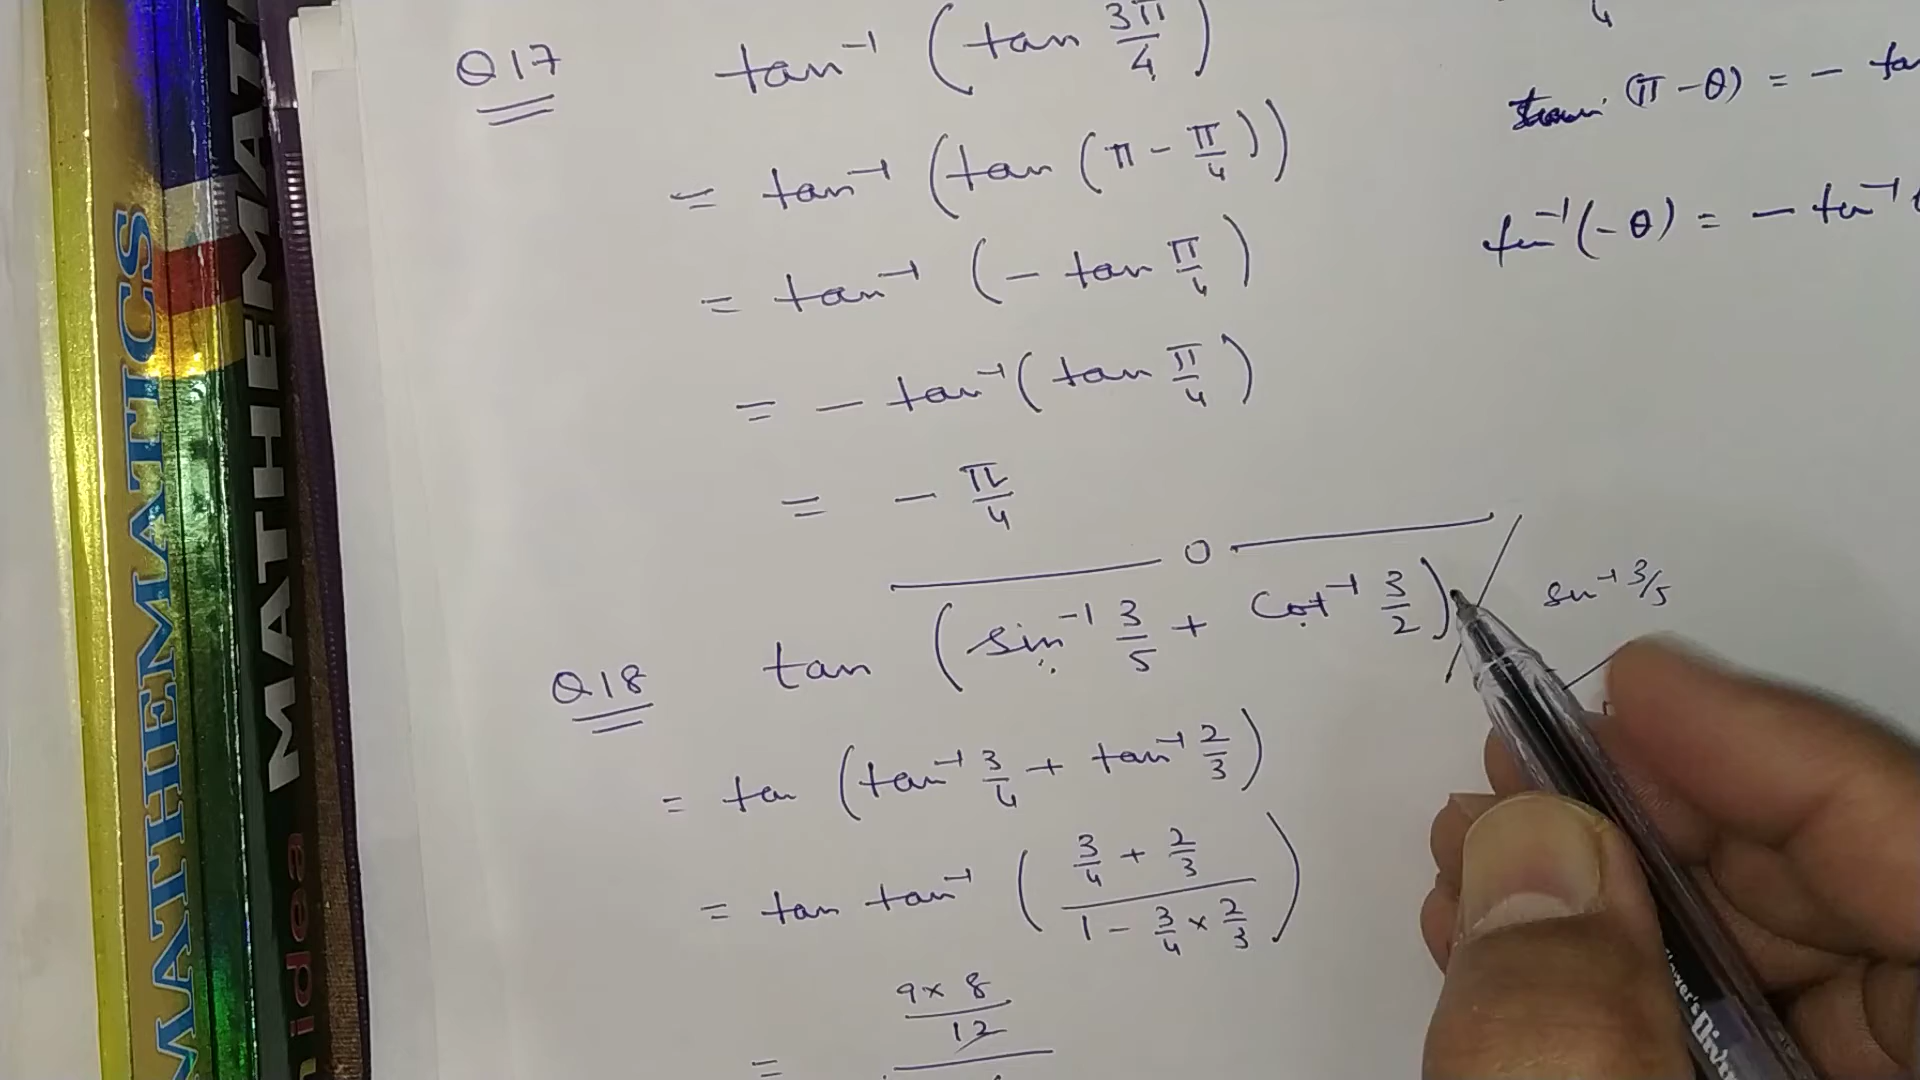 Q17 tan⁻¹ (tan 3π/4)
= tan⁻¹ (tan (π - π/4))
= tan⁻¹ (- tan π/4)
= - tan⁻¹ (tan π/4)
= - π/4
O
Q18 tan (sin⁻¹ 3/5 + Cot⁻¹ 3/2)
= tan (tan⁻¹ 3/4 + tan⁻¹ 2/3)
= tan tan⁻¹ ((3/4 + 2/3)/(1 - 3/4 × 2/3))
= 9 × 8/12
4
(π - θ) = -
tan⁻¹(-θ) = - tan⁻¹
sin⁻¹ 3/5
MATHEMATICS
MATHEMAT
idea